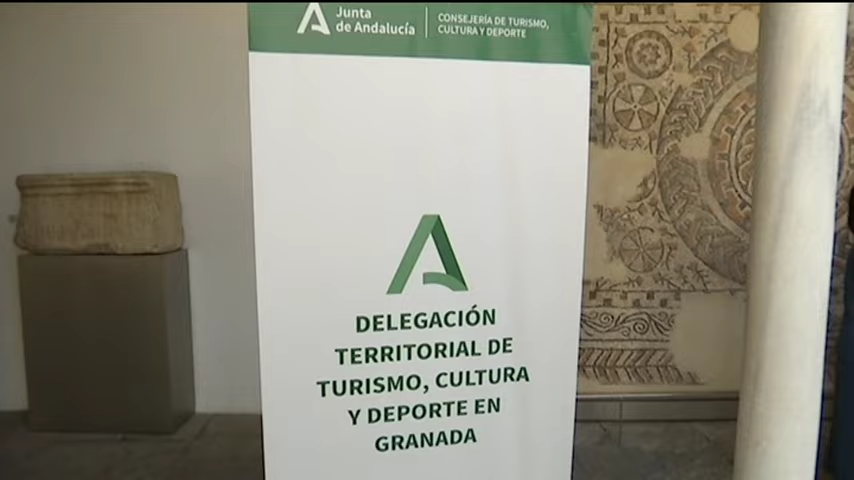 Junta
de Andalucía
CONSEJERÍA DE TURISMO,
CULTURA Y DEPORTE
DELEGACIÓN
TERRITORIAL DE
TURISMO, CULTURA
Y DEPORTE EN
GRANADA